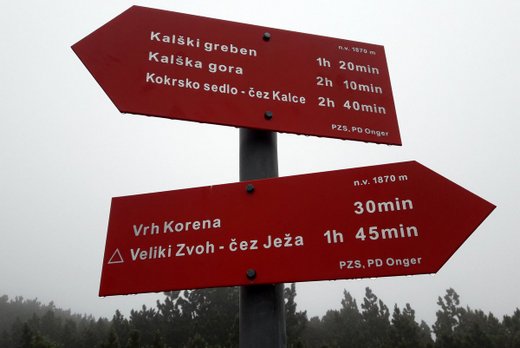 n.v. 1870 m
Kalški greben 1h 20min
Kalška gora 2h 10min
Kokrsko sedlo - čez Kalce 2h 40min
PZS, PD Onger
n.v. 1870 m
Vrh Korena 30min
Veliki Zvoh - čez Ježa 1h 45min
PZS, PD Onger